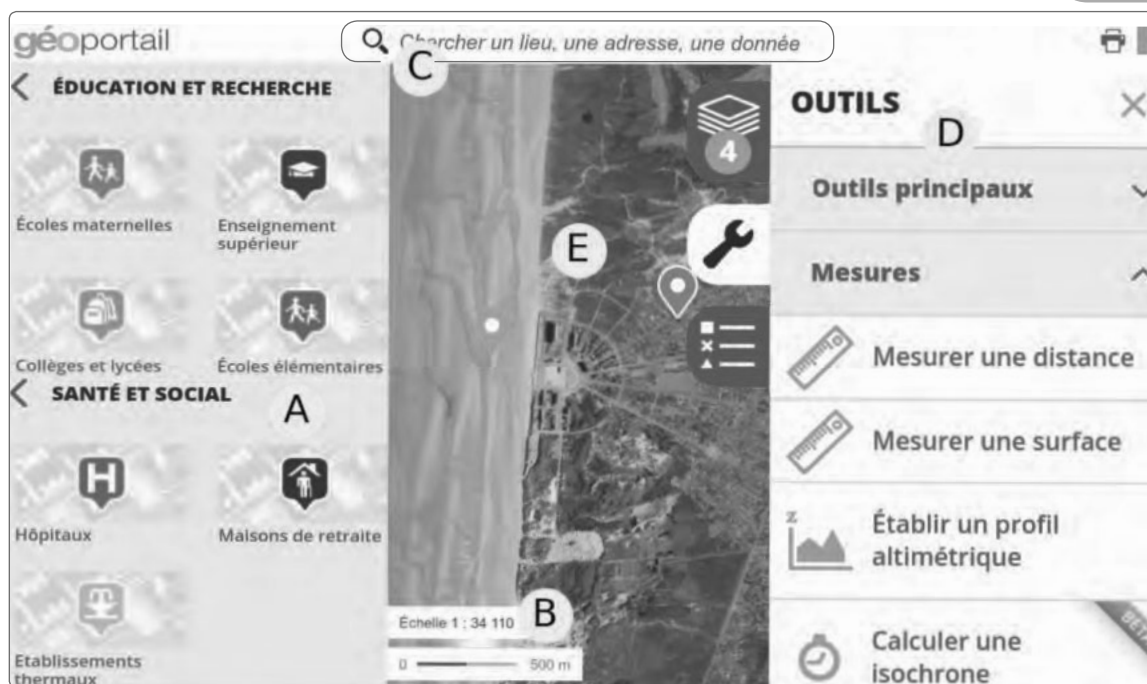 géoportail
Chercher un lieu, une adresse, une donnée
C
ÉDUCATION ET RECHERCHE
Écoles maternelles
Enseignement
supérieur
Collèges et lycées
Écoles élémentaires
SANTÉ ET SOCIAL
A
H
Hôpitaux
Maisons de retraite
Etablissements
thermaux
4
E
B
Échelle 1 : 34 110
0 500 m
OUTILS
D
Outils principaux
Mesures
Mesurer une distance
Mesurer une surface
z
Établir un profil
altimétrique
Calculer une
isochrone